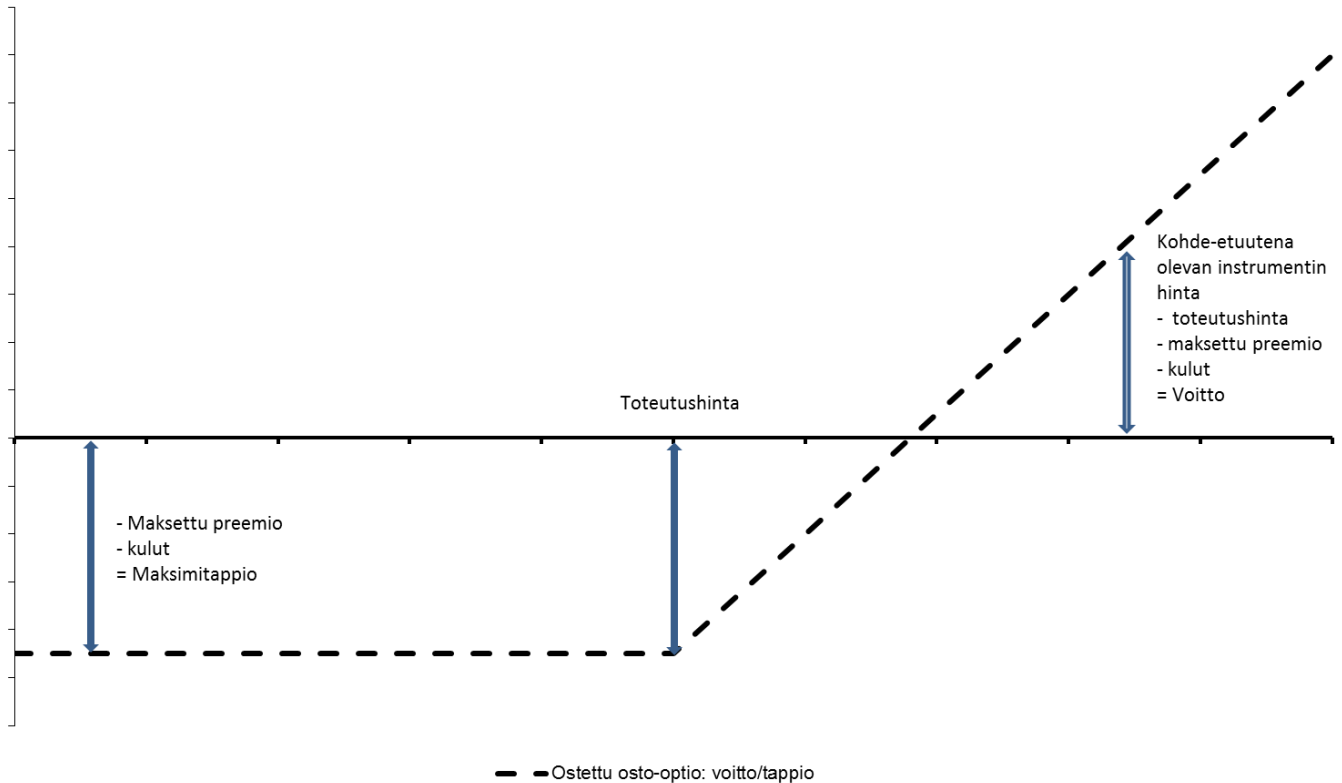 Kohde-etuutena
olevan instrumentin
hinta
- toteutushinta
- maksettu preemio
- kulut
= Voitto
Toteutushinta
- Maksettu preemio
- kulut
= Maksimitappio
Ostettu osto-optio: voitto/tappio